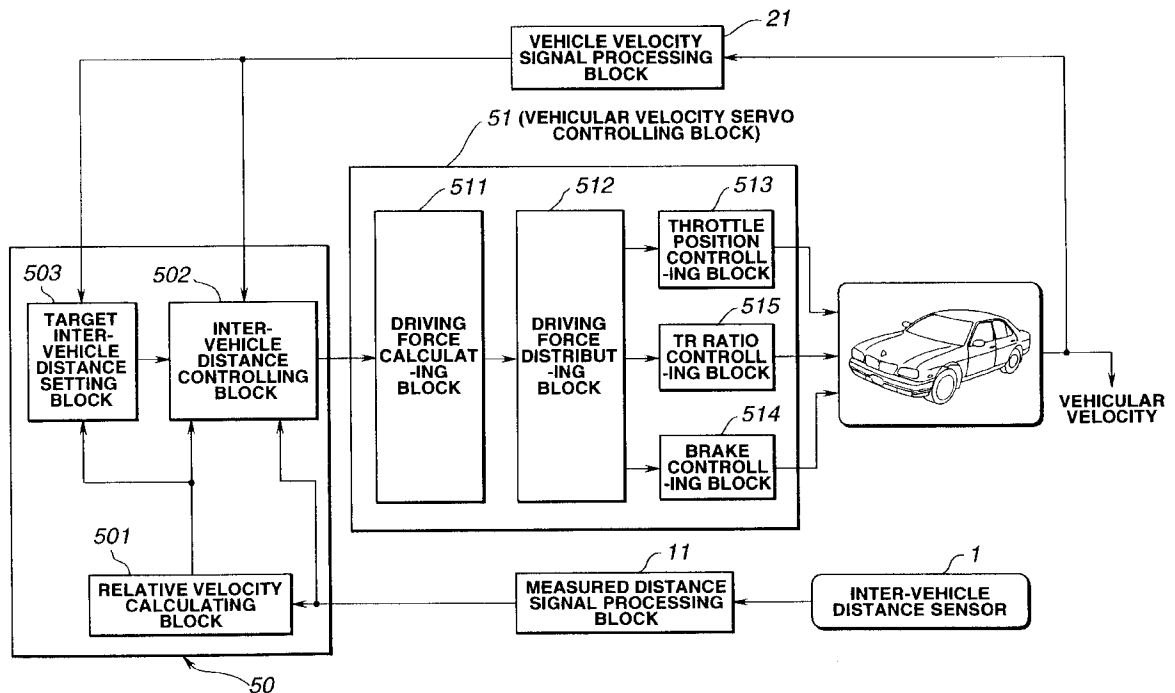 21
VEHICLE VELOCITY
SIGNAL PROCESSING
BLOCK
51 (VEHICULAR VELOCITY SERVO
CONTROLLING BLOCK)
511
DRIVING
FORCE
CALCULAT
-ING BLOCK
512
DRIVING
FORCE
DISTRIBUT
-ING BLOCK
513
THROTTLE
POSITION
CONTROLL
-ING BLOCK
515
TR RATIO
CONTROLL
-ING BLOCK
514
BRAKE
CONTROLL
-ING BLOCK
503
TARGET
INTER-
VEHICLE
DISTANCE
SETTING
BLOCK
502
INTER-
VEHICLE
DISTANCE
CONTROLLING
BLOCK
VEHICULAR
VELOCITY
501
RELATIVE VELOCITY
CALCULATING
BLOCK
11
MEASURED DISTANCE
SIGNAL PROCESSING
BLOCK
1
INTER-VEHICLE
DISTANCE SENSOR
50